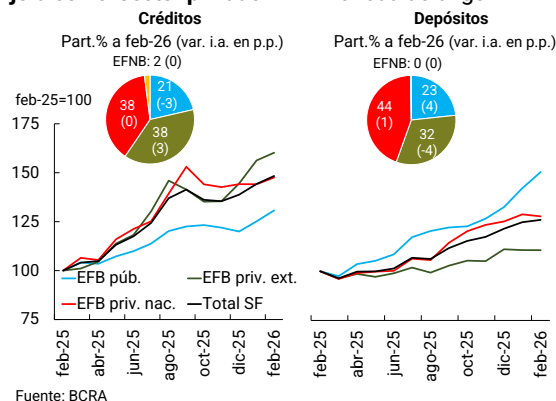 Créditos
Part.% a feb-26 (var. i.a. en p.p.)
EFNB: 2 (0)
21
(-3)
38
(3)
38
(0)
feb-25=100
175
150
125
100
75
EFB púb.
EFB priv. ext.
EFB priv. nac.
Total SF
feb-25
abr-25
jun-25
ago-25
oct-25
dic-25
feb-26
Depósitos
Part.% a feb-26 (var. i.a. en p.p.)
EFNB: 0 (0)
23
(4)
32
(-4)
44
(1)
feb-25
abr-25
jun-25
ago-25
oct-25
dic-25
feb-26
Fuente: BCRA